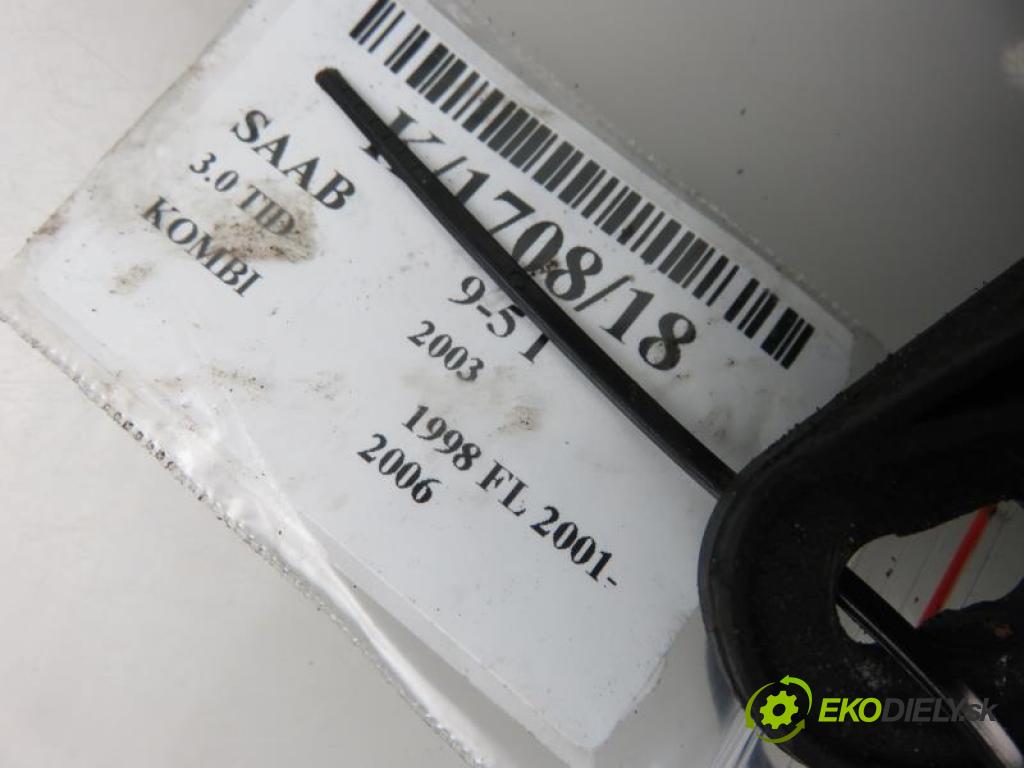 K/1708/18
SAAB 9-5 I
3.0 TID 2003
KOMBI 1998 FL 2001-
2006
EKODIELY.sk